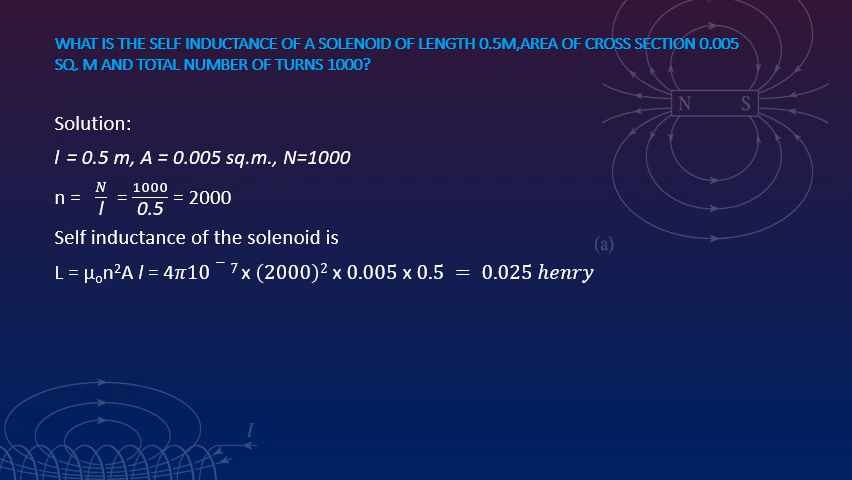 WHAT IS THE SELF INDUCTANCE OF A SOLENOID OF LENGTH 0.5M,AREA OF CROSS SECTION 0.005
SQ. M AND TOTAL NUMBER OF TURNS 1000?
N S
Solution:
l = 0.5 m, A = 0.005 sq.m., N=1000
n = N/l = 1000/0.5 = 2000
Self inductance of the solenoid is
(a)
L = μₒn²A l = 4π10⁻⁷ x (2000)² x 0.005 x 0.5 = 0.025 henry
I